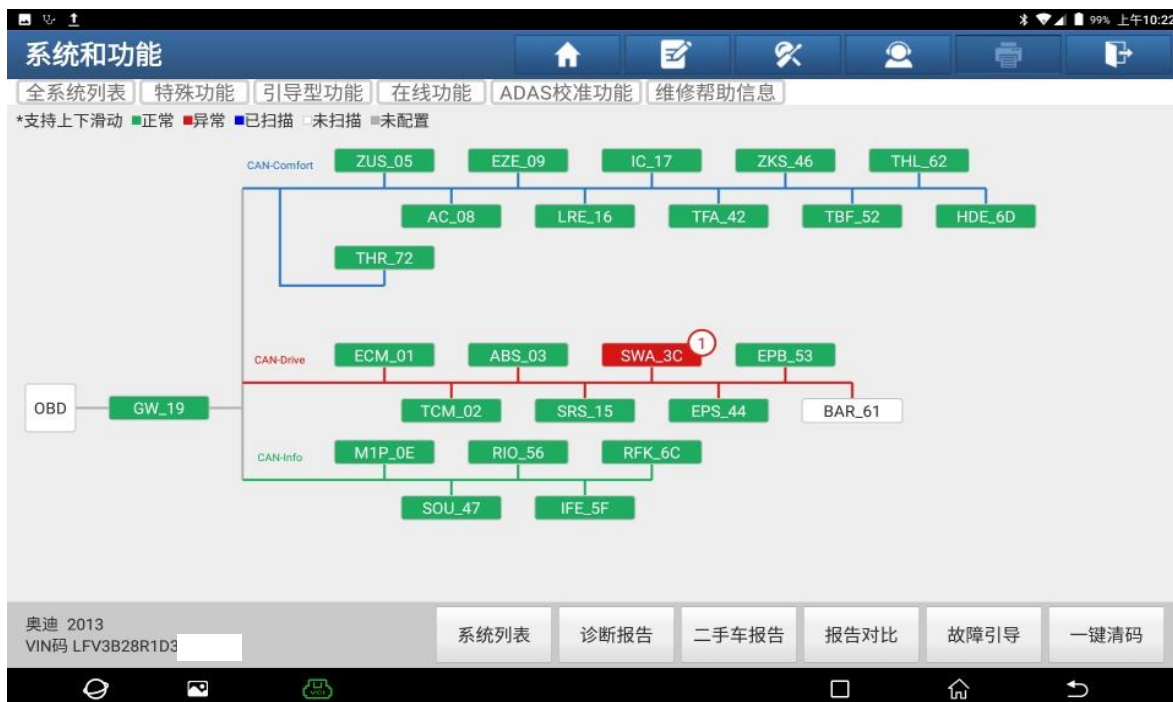 99% 上午10:22
系统和功能
全系统列表 特殊功能 引导型功能 在线功能 ADAS校准功能 维修帮助信息
*支持上下滑动 ■正常 ■异常 ■已扫描 未扫描 ■未配置
CAN-Comfort ZUS_05 EZE_09 IC_17 ZKS_46 THL_62
AC_08 LRE_16 TFA_42 TBF_52 HDE_6D
THR_72
1
CAN-Drive ECM_01 ABS_03 SWA_3C EPB_53
OBD GW_19 TCM_02 SRS_15 EPS_44 BAR_61
CAN-Info M1P_0E RIO_56 RFK_6C
SOU_47 IFE_5F
奥迪 2013
VIN码 LFV3B28R1D3
系统列表 诊断报告 二手车报告 报告对比 故障引导 一键清码
VCI